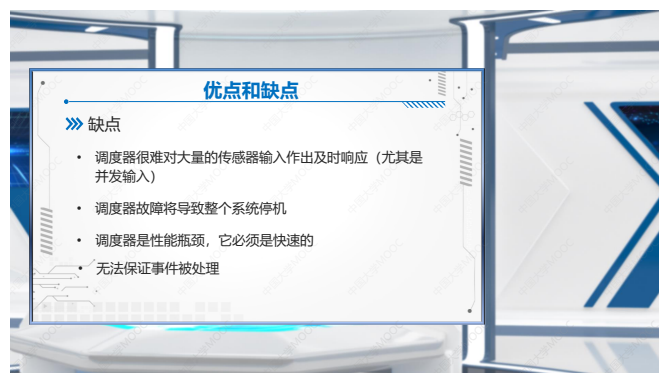 优点和缺点
缺点
• 调度器很难对大量的传感器输入作出及时响应（尤其是
并发输入）
• 调度器故障将导致整个系统停机
• 调度器是性能瓶颈，它必须是快速的
• 无法保证事件被处理